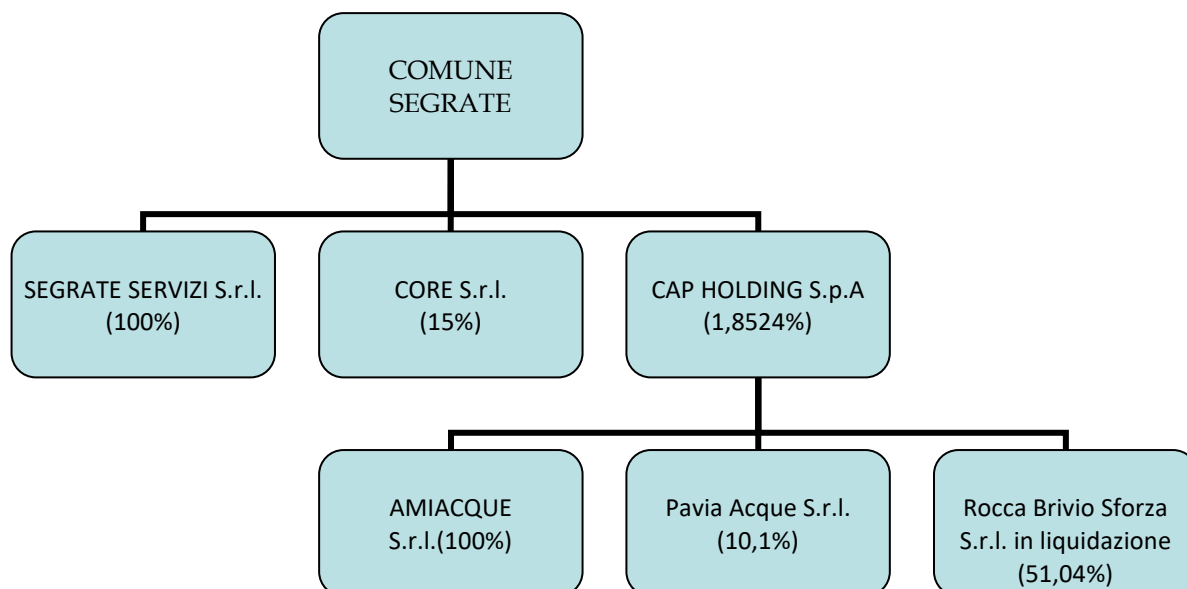 COMUNE
SEGRATE
SEGRATE SERVIZI S.r.l.
(100%)
CORE S.r.l.
(15%)
CAP HOLDING S.p.A
(1,8524%)
AMIACQUE
S.r.l.(100%)
Pavia Acque S.r.l.
(10,1%)
Rocca Brivio Sforza
S.r.l. in liquidazione
(51,04%)